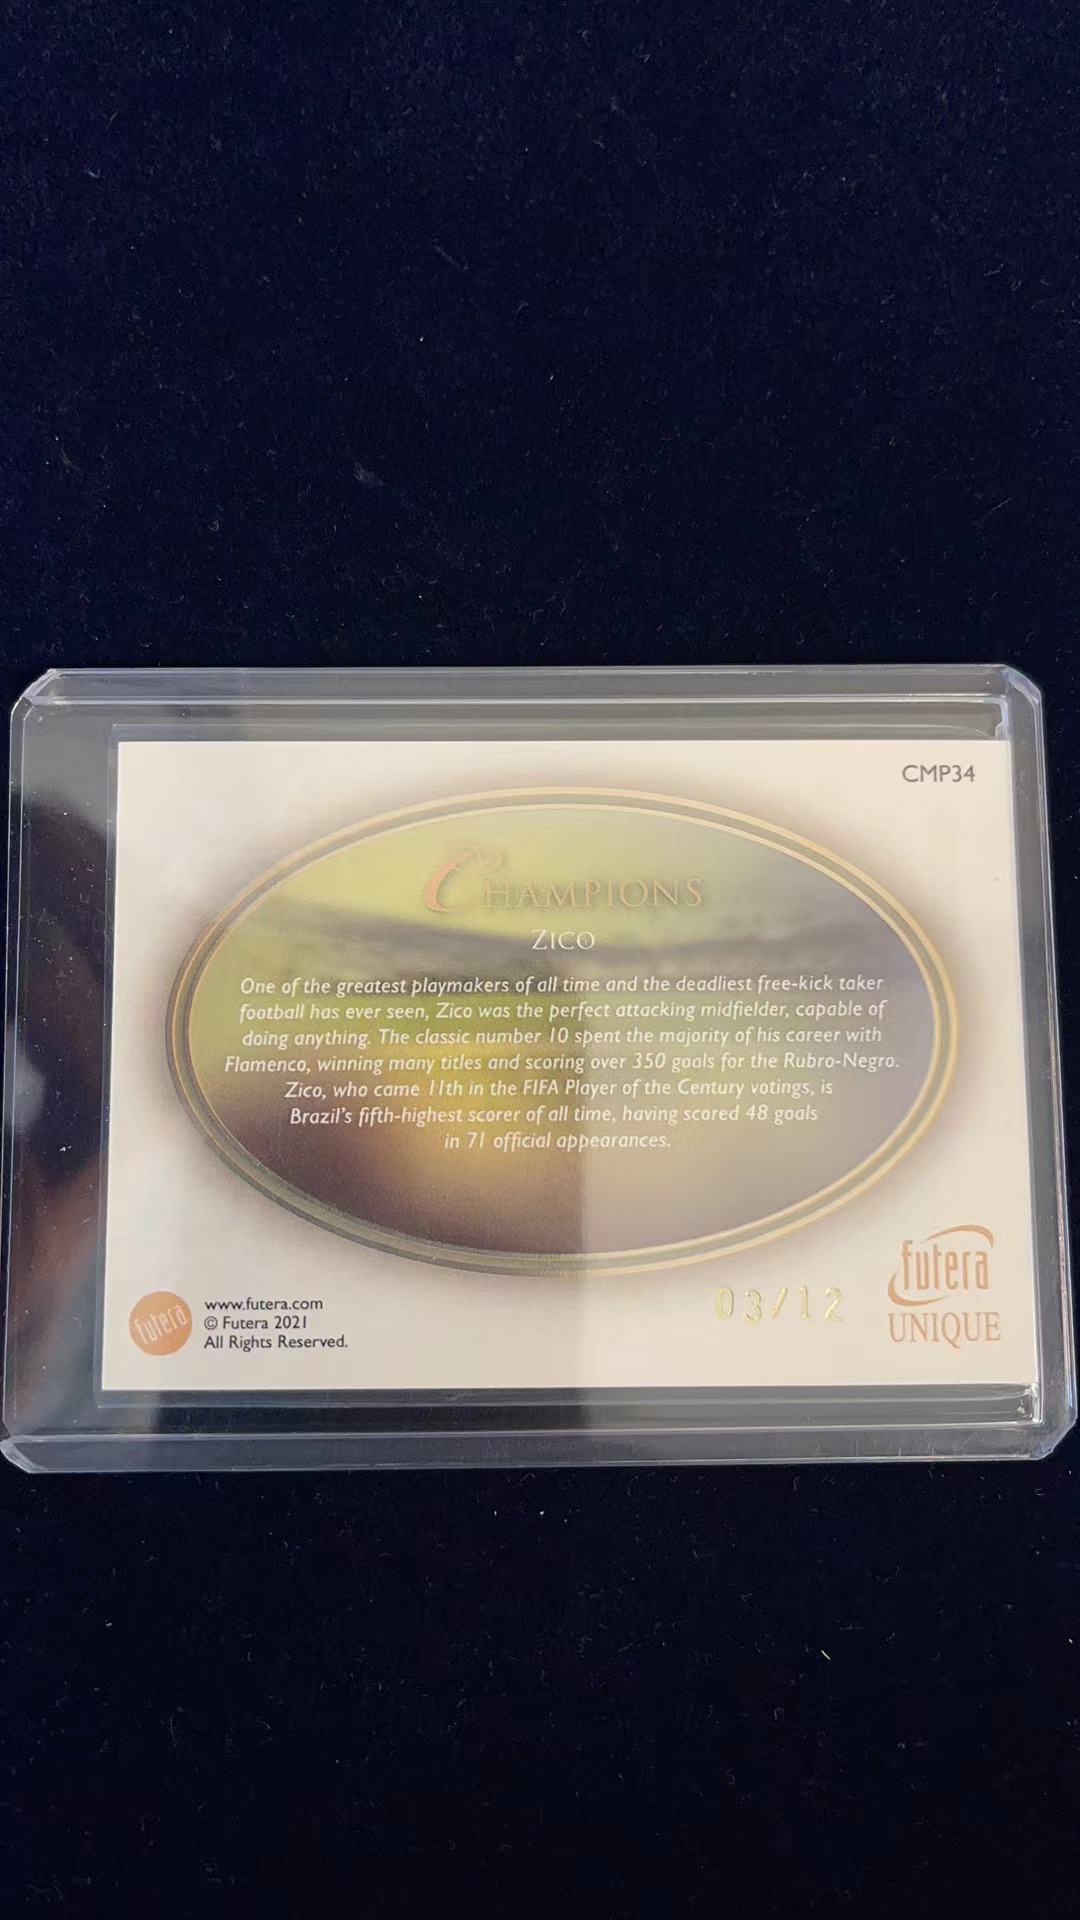 CMP34
CHAMPIONS
ZICO
One of the greatest playmakers of all time and the deadliest free-kick taker
football has ever seen, Zico was the perfect attacking midfielder, capable of
doing anything. The classic number 10 spent the majority of his career with
Flamenco, winning many titles and scoring over 350 goals for the Rubro-Negro.
Zico, who came 11th in the FIFA Player of the Century votings, is
Brazil's fifth-highest scorer of all time, having scored 48 goals
in 71 official appearances.
futera
www.futera.com
© Futera 2021
All Rights Reserved.
03/12
futera
UNIQUE